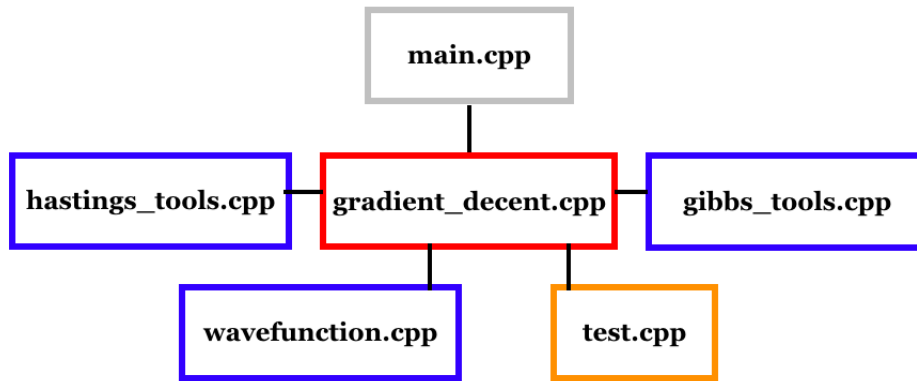 main.cpp
hastings_tools.cpp
gradient_decent.cpp
gibbs_tools.cpp
wavefunction.cpp
test.cpp